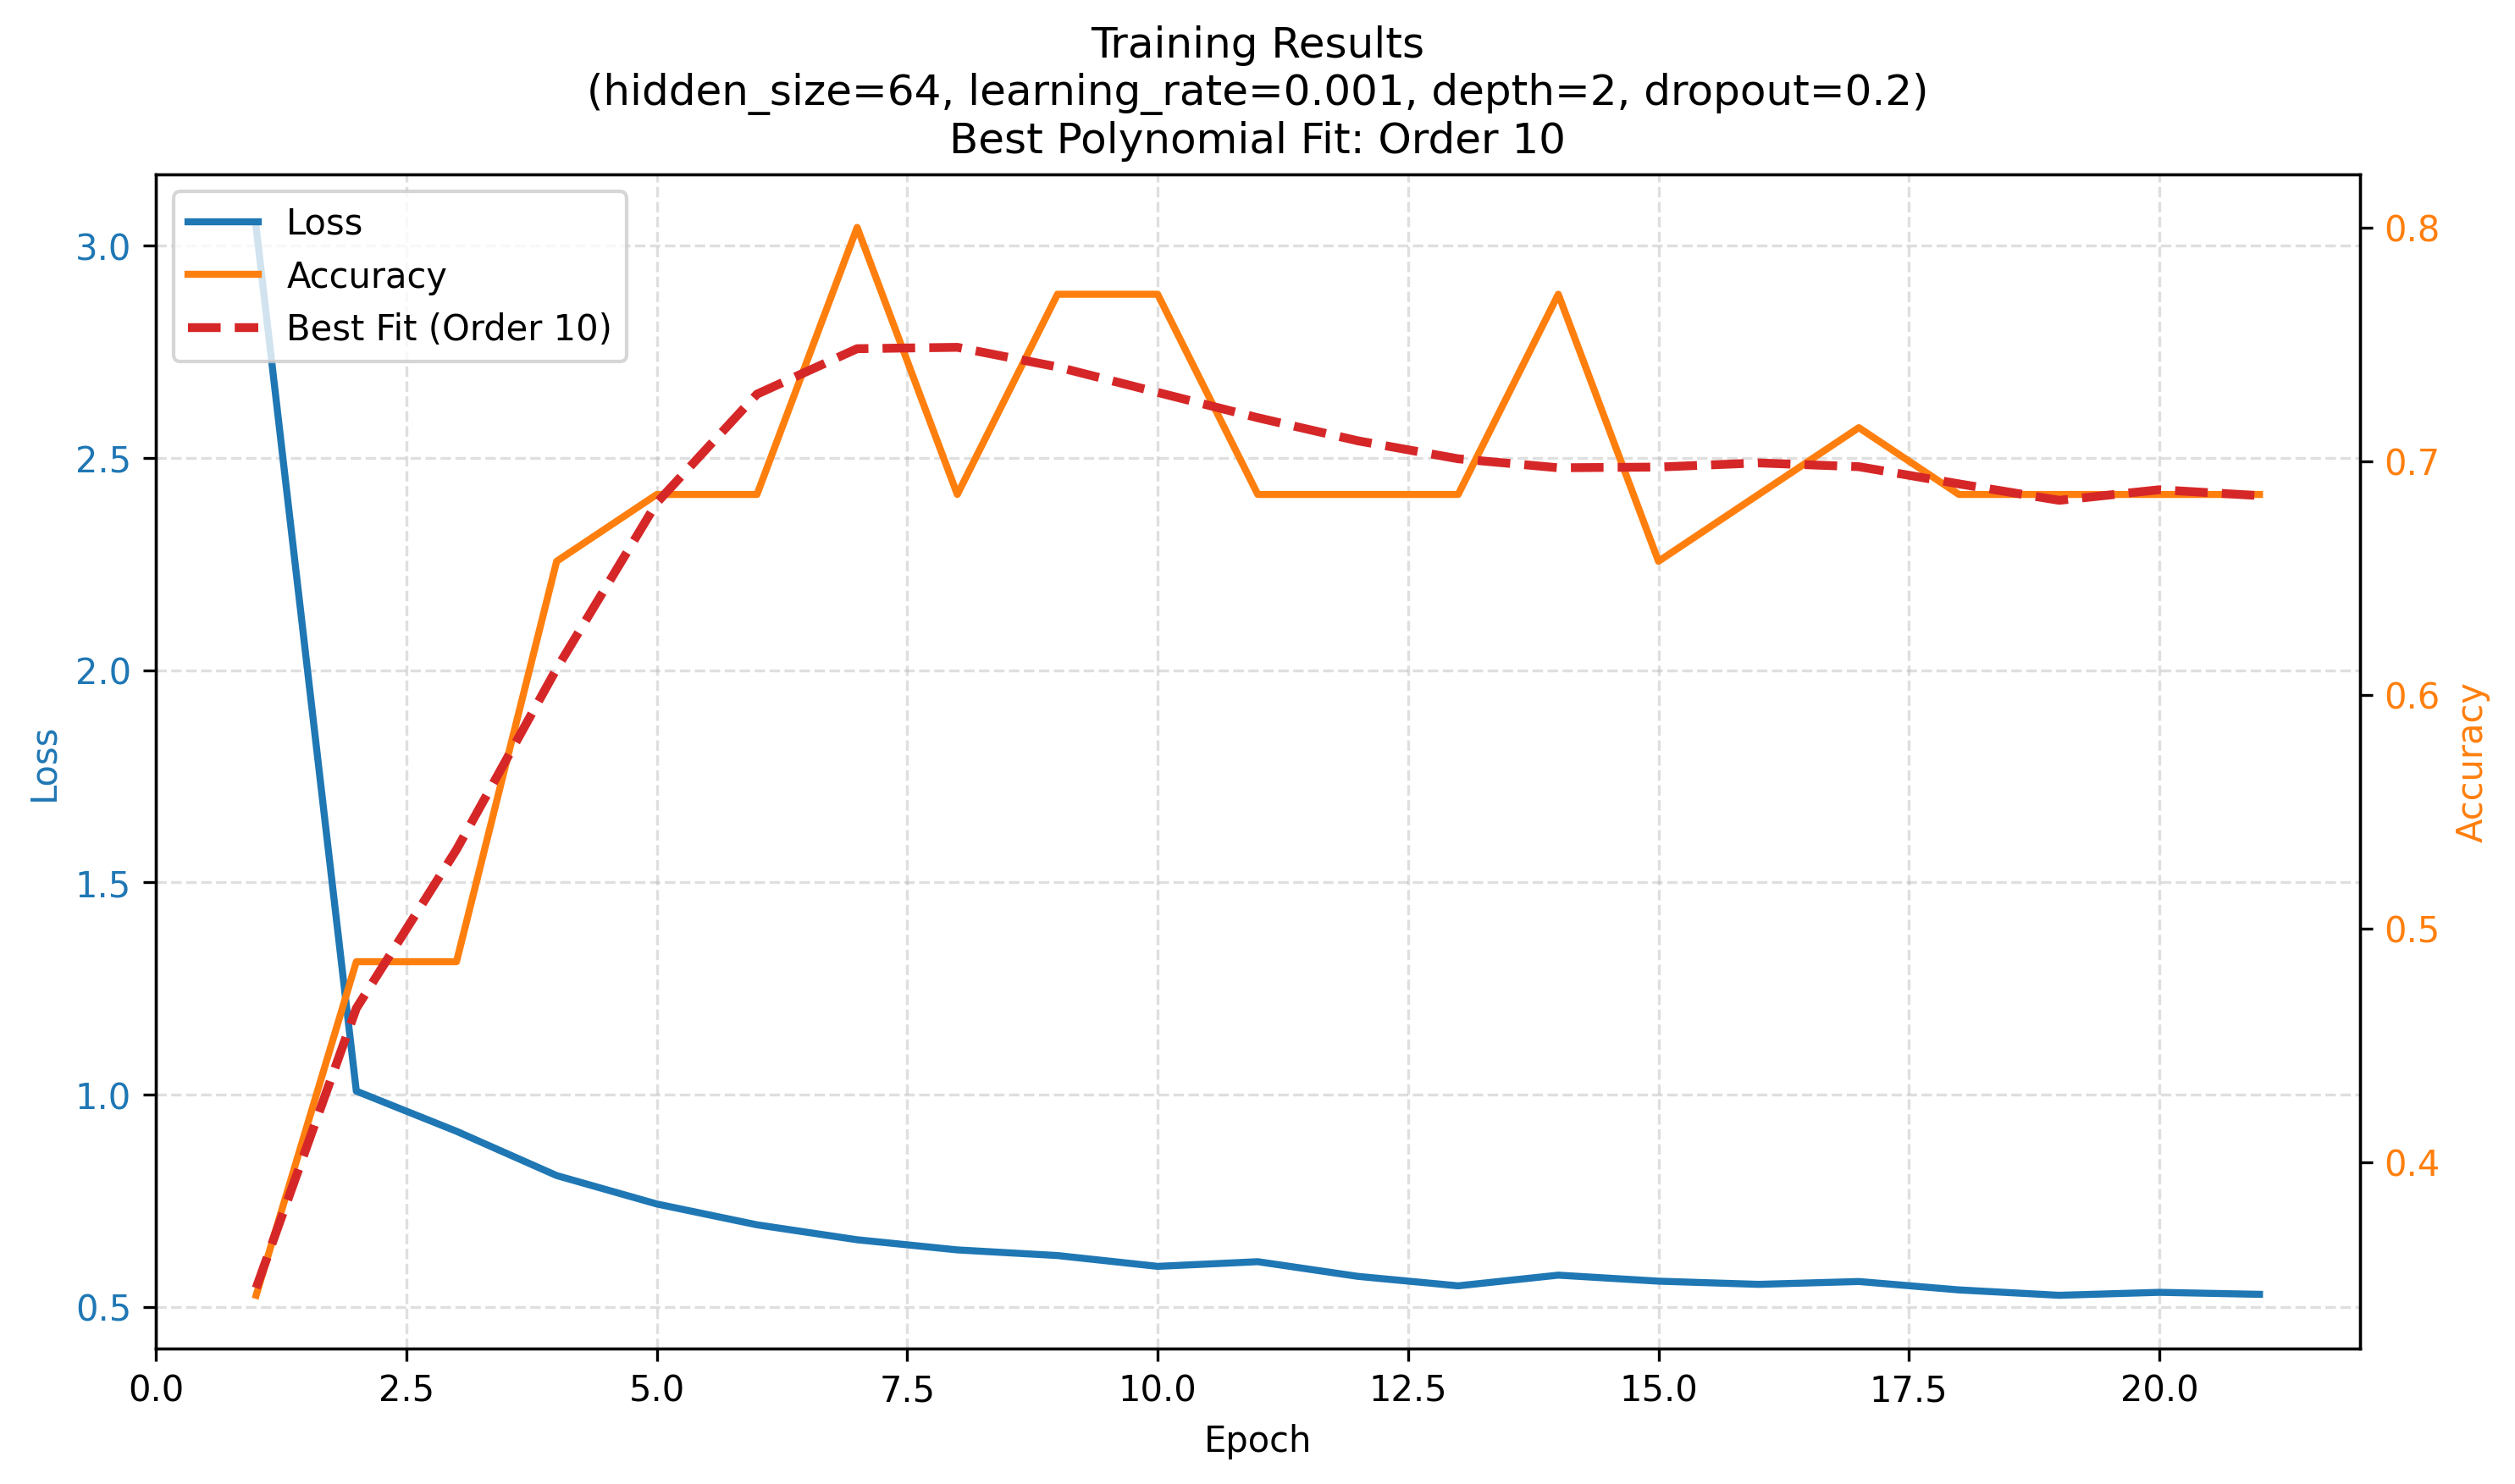 Training Results
(hidden_size=64, learning_rate=0.001, depth=2, dropout=0.2)
Best Polynomial Fit: Order 10
Loss
Accuracy
Best Fit (Order 10)
3.0
2.5
2.0
1.5
1.0
0.5
Loss
0.8
0.7
0.6
0.5
0.4
Accuracy
0.0 2.5 5.0 7.5 10.0 12.5 15.0 17.5 20.0
Epoch